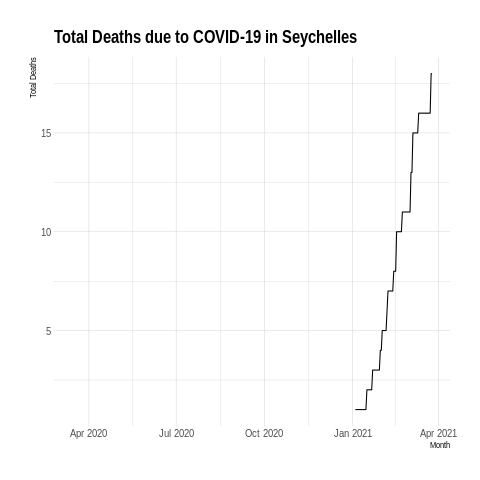 Total Deaths due to COVID-19 in Seychelles
Total Deaths
15
10
5
Apr 2020 Jul 2020 Oct 2020 Jan 2021 Apr 2021
Month